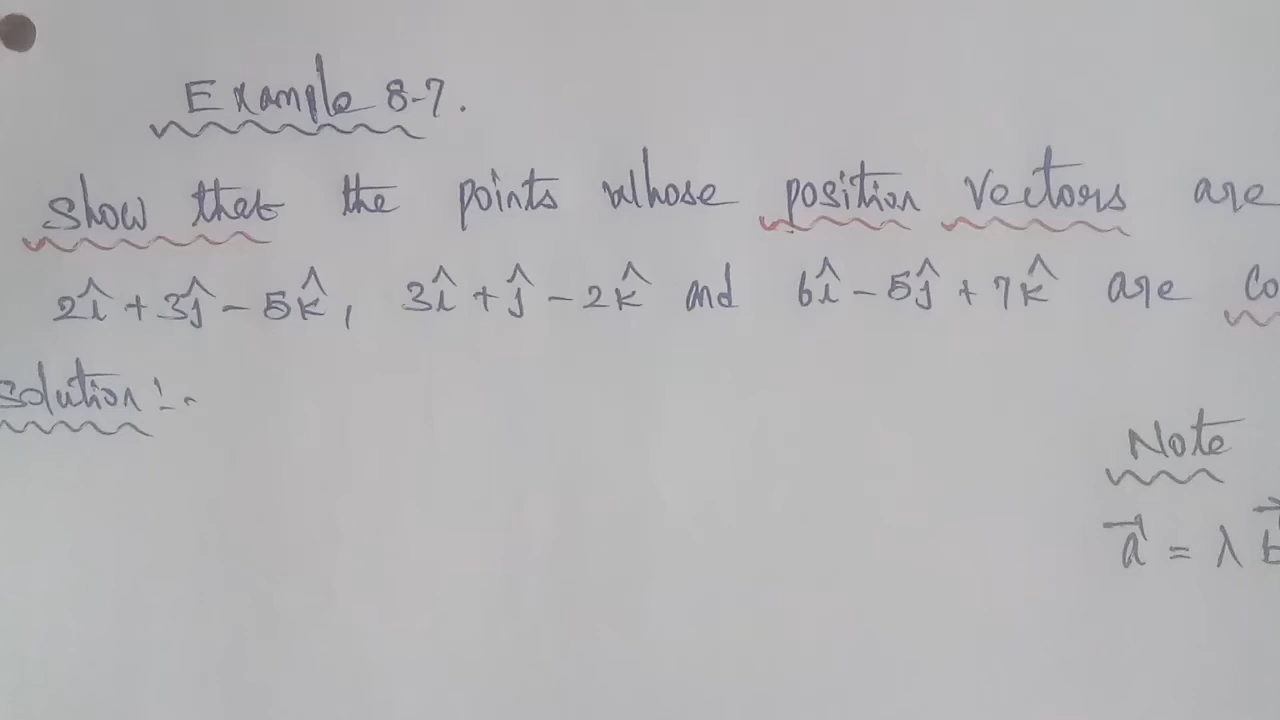 Example 8.7.
Show that the points whose position vectors are
2î + 3ĵ - 5k̂, 3î + ĵ - 2k̂ and 6î - 5ĵ + 7k̂ are co
Solution:-
Note
a⃗ = λ b⃗